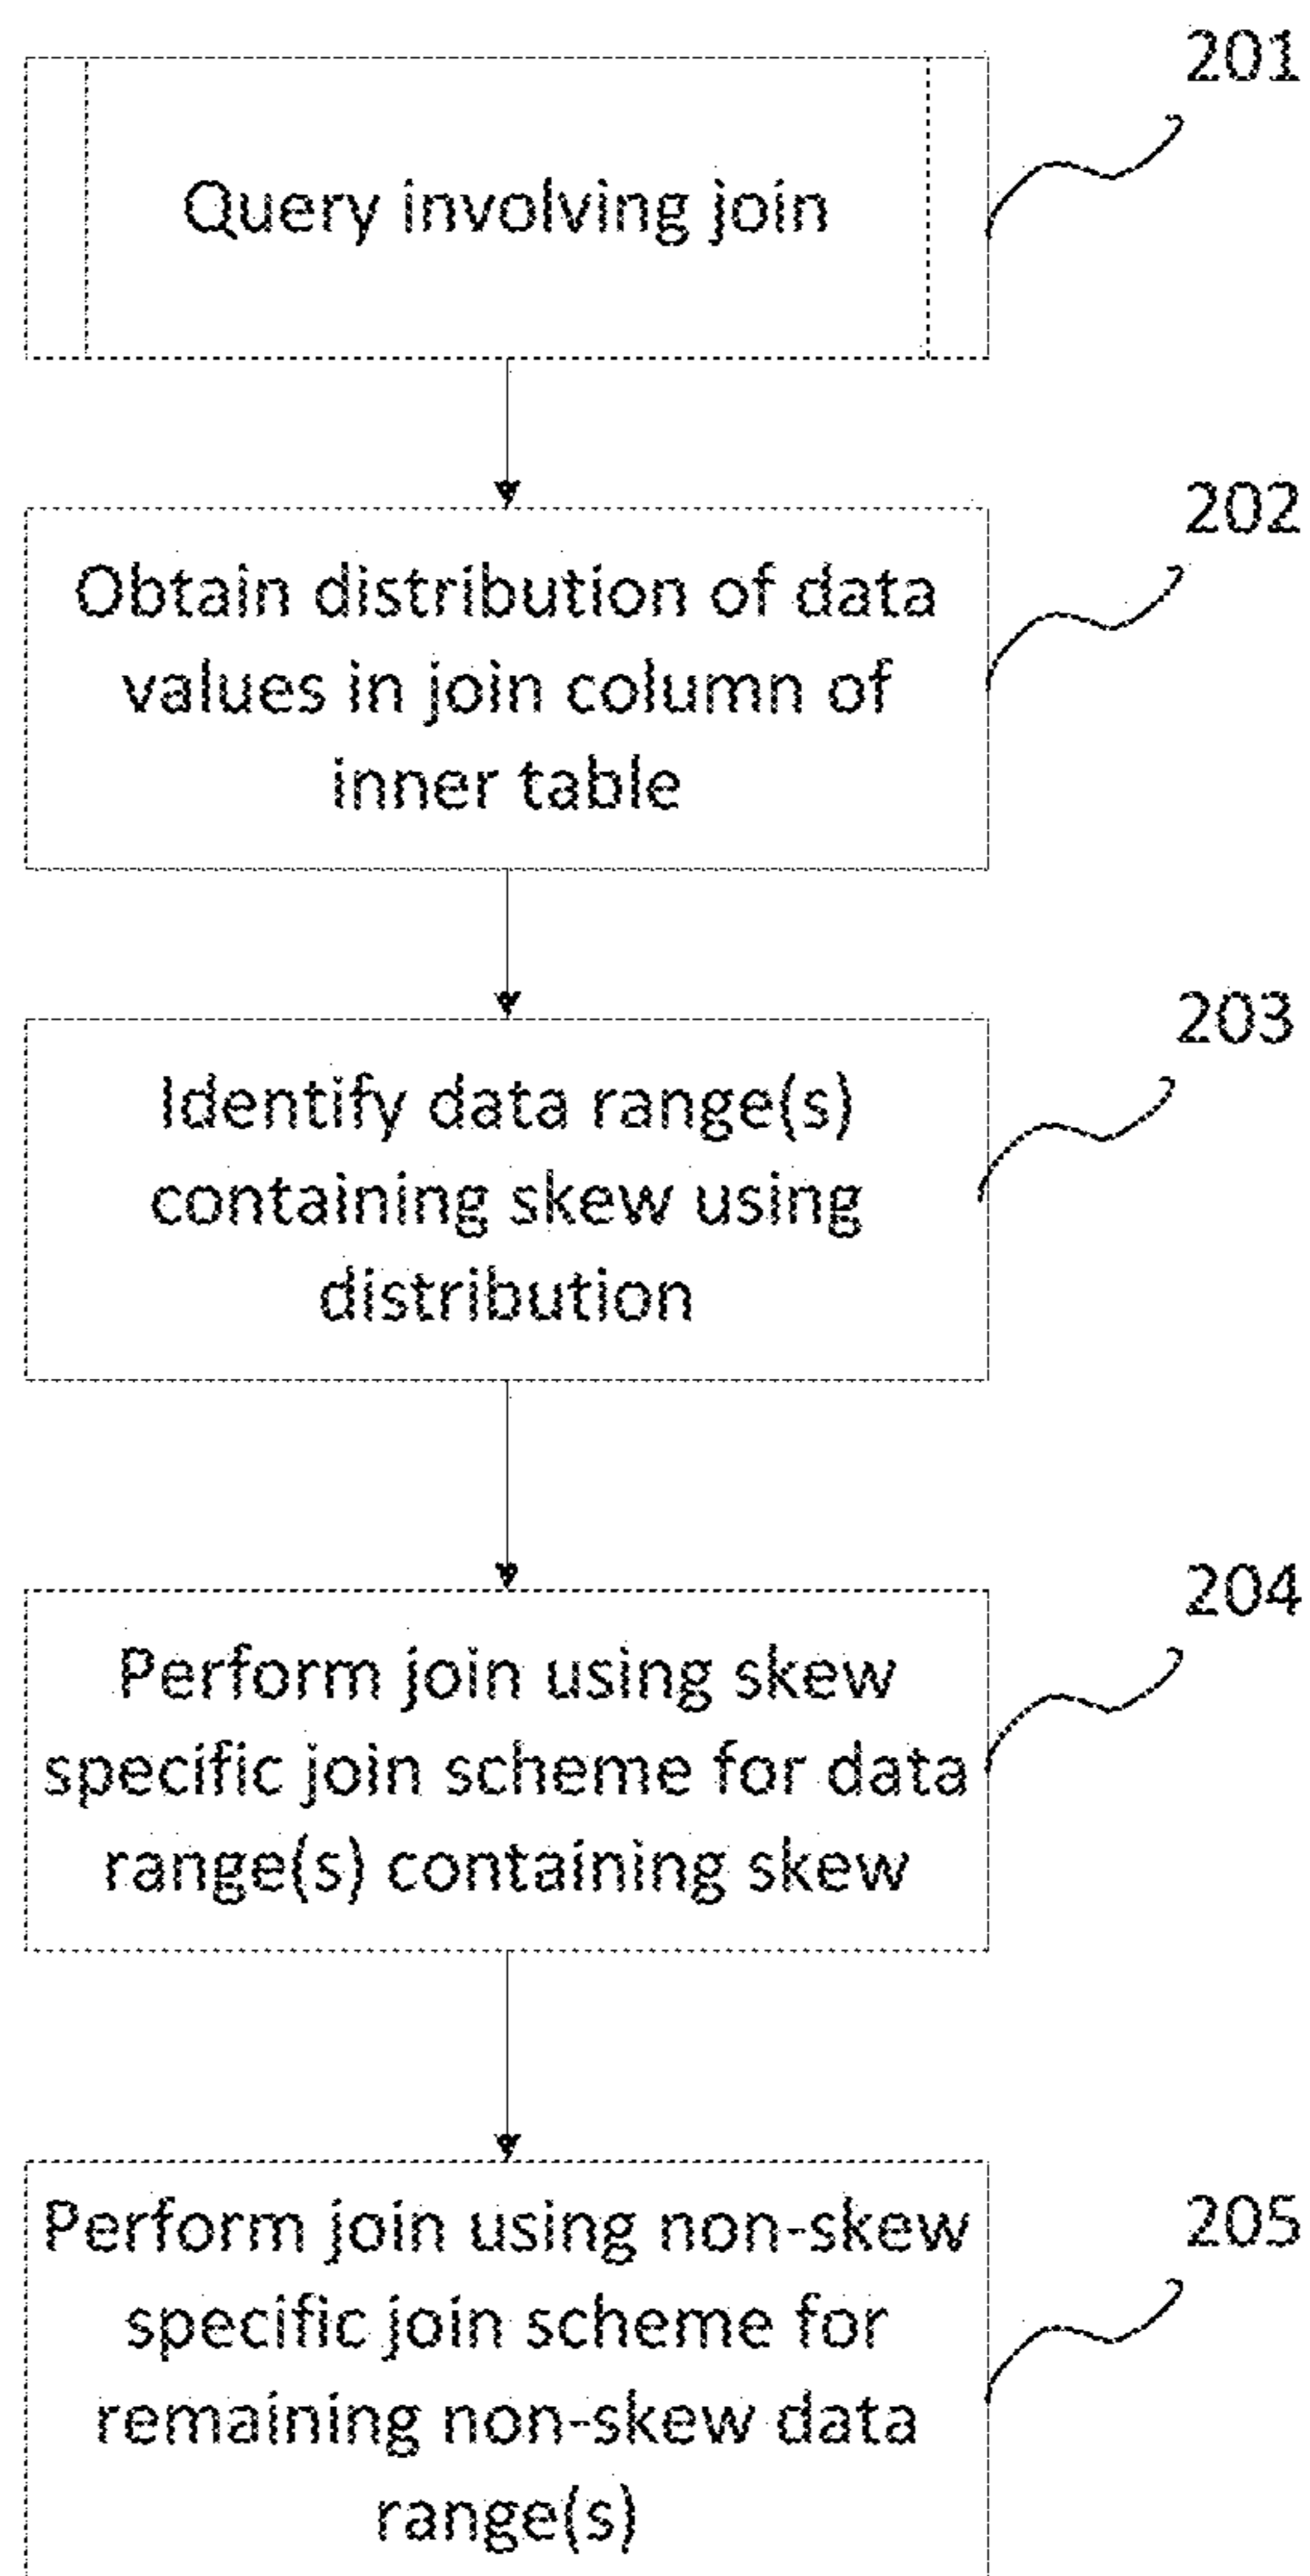 201
Query involving join
202
Obtain distribution of data
values in join column of
inner table
203
Identify data range(s)
containing skew using
distribution
204
Perform join using skew
specific join scheme for data
range(s) containing skew
205
Perform join using non-skew
specific join scheme for
remaining non-skew data
range(s)